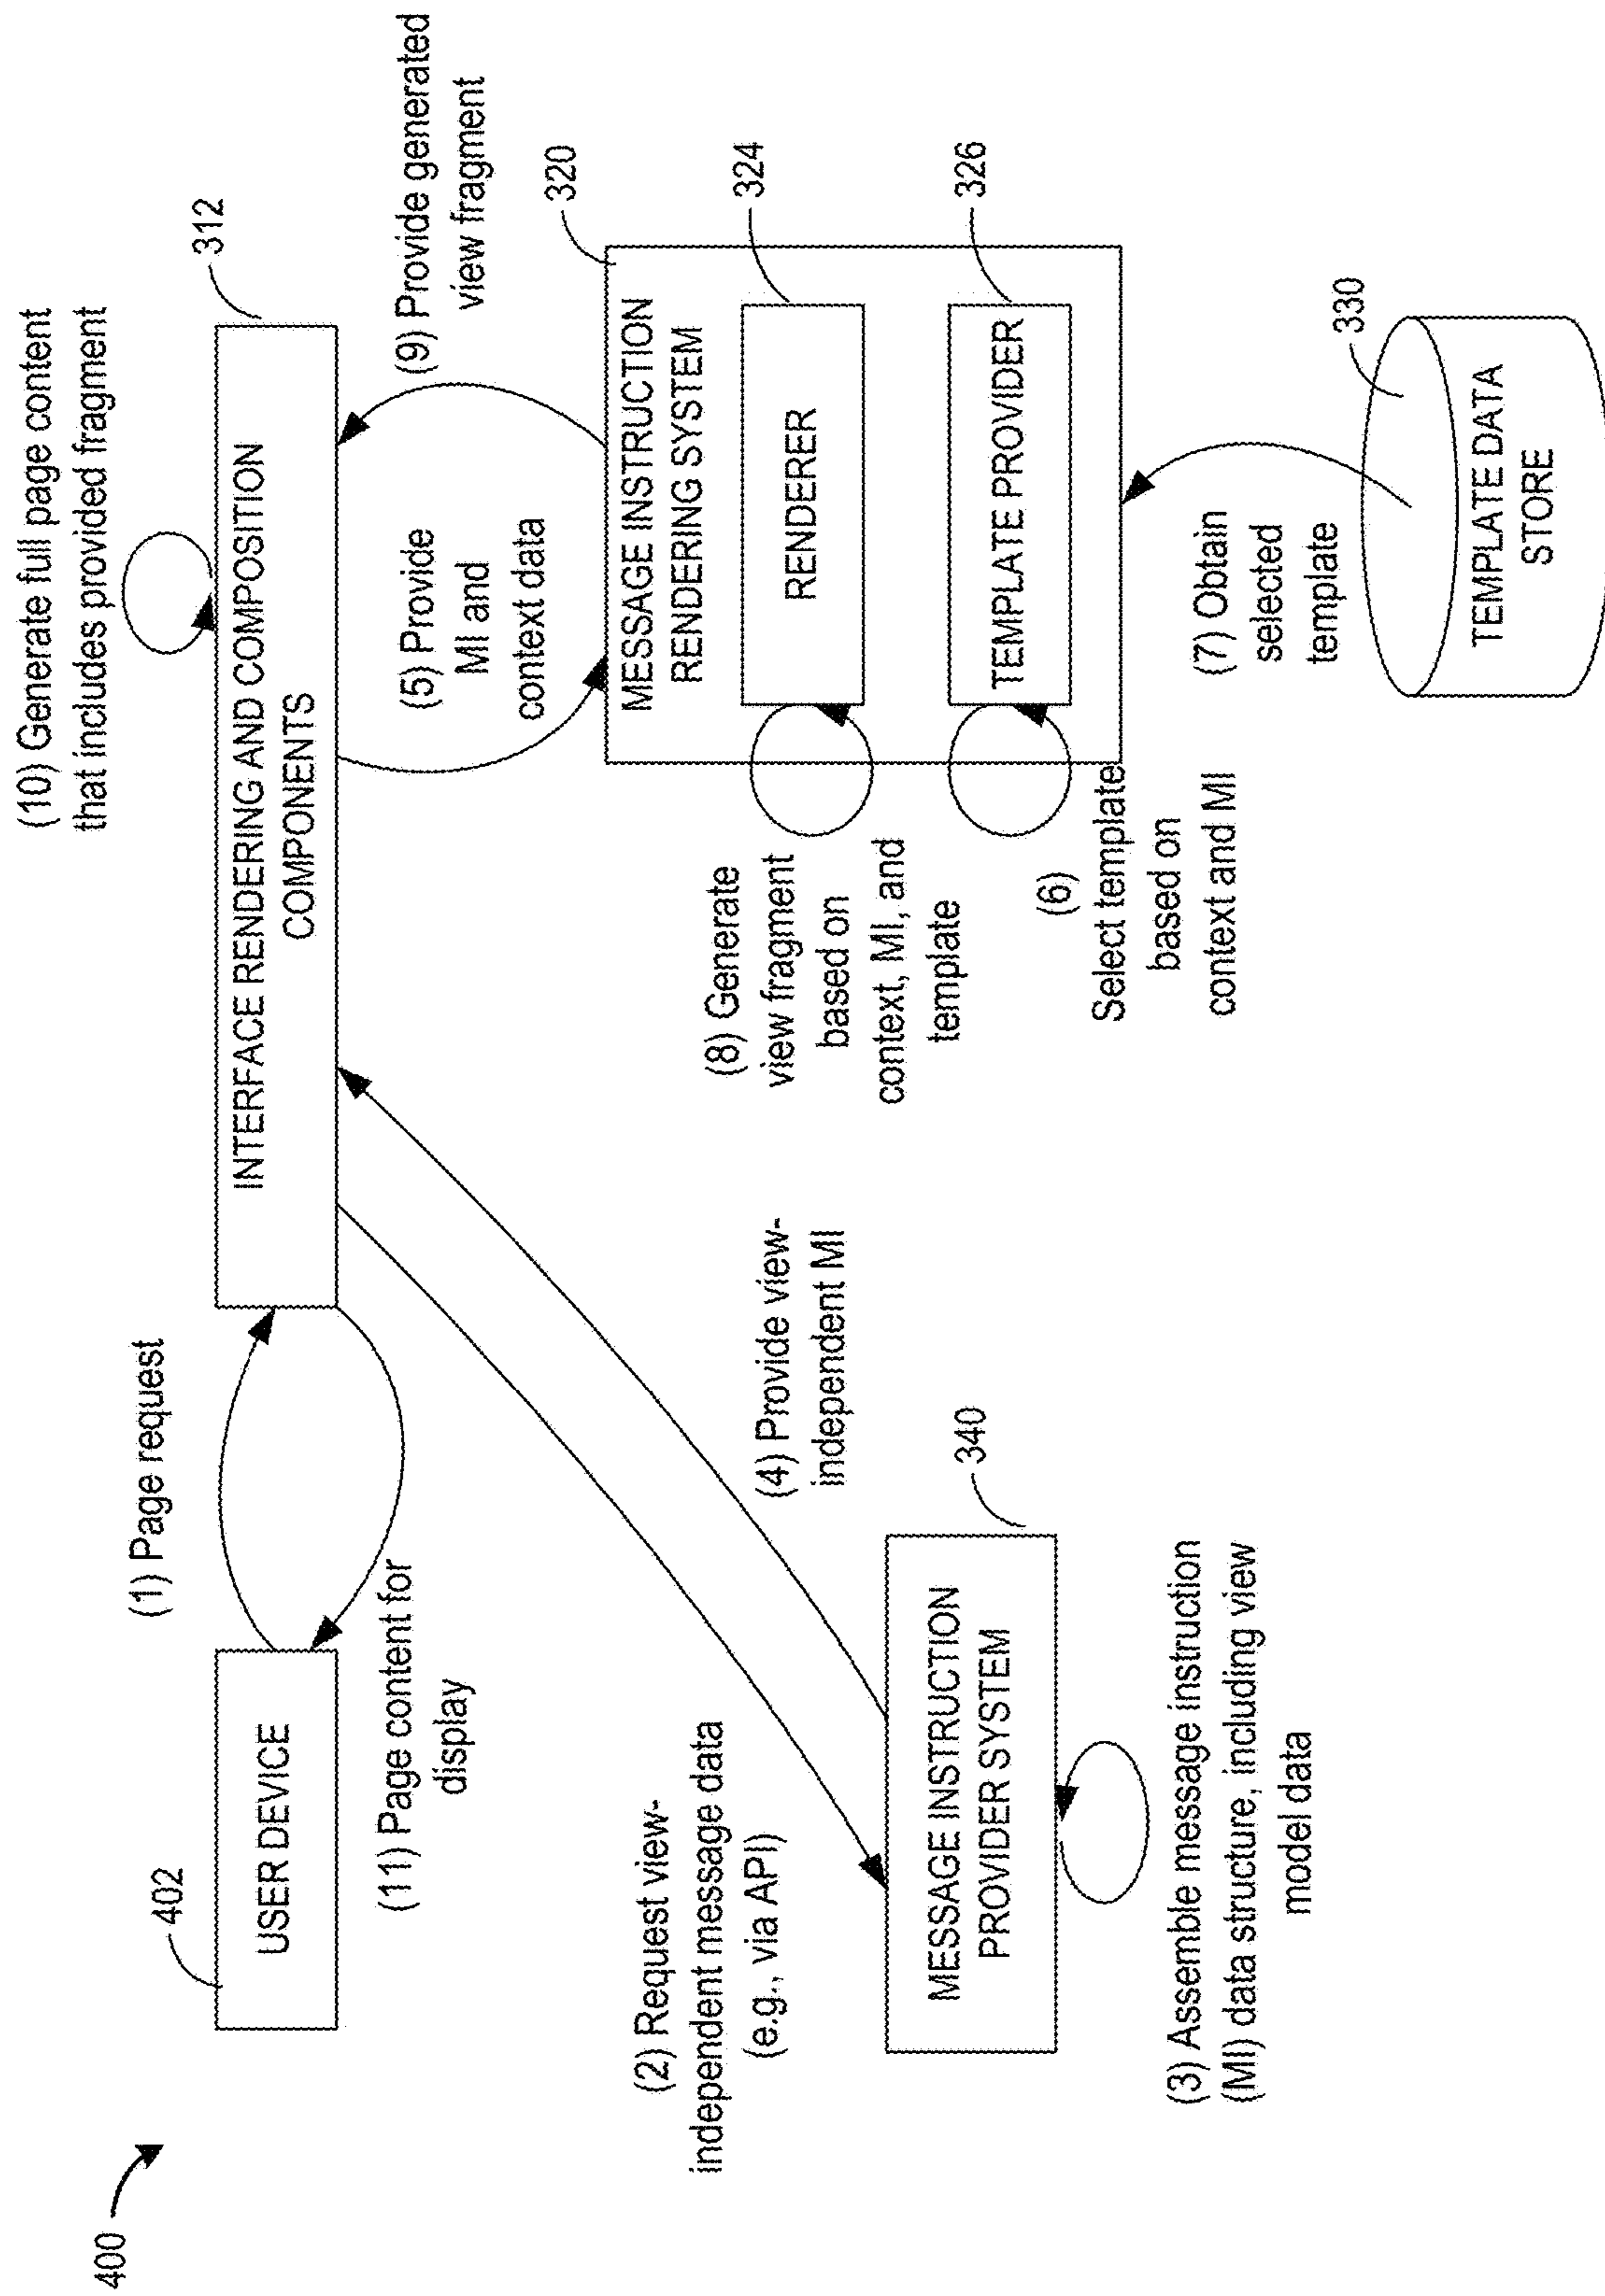 400
402
USER DEVICE
(1) Page request
(11) Page content for
display
(10) Generate full page content
that includes provided fragment
312
INTERFACE RENDERING AND COMPOSITION
COMPONENTS
(2) Request view-
independent message data
(e.g., via API)
(4) Provide view-
independent MI
340
MESSAGE INSTRUCTION
PROVIDER SYSTEM
(3) Assemble message instruction
(MI) data structure, including view
model data
(5) Provide
MI and
context data
(9) Provide generated
view fragment
320
MESSAGE INSTRUCTION
RENDERING SYSTEM
324
RENDERER
(8) Generate
view fragment
based on
context, MI, and
template
326
TEMPLATE PROVIDER
(6)
Select template
based on
context and MI
(7) Obtain
selected
template
330
TEMPLATE DATA
STORE